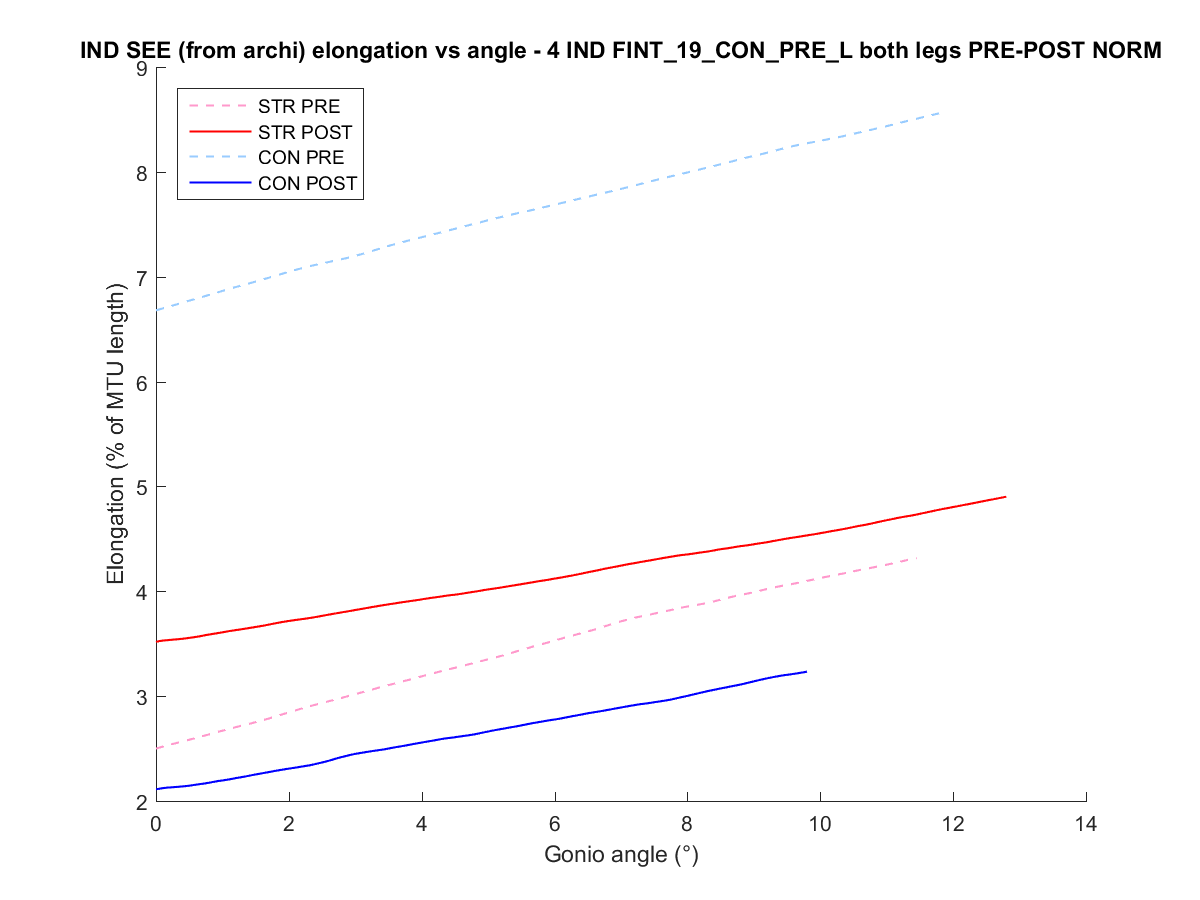 IND SEE (from archi) elongation vs angle - 4 IND FINT_19_CON_PRE_L both legs PRE-POST NORM
STR PRE
STR POST
CON PRE
CON POST
Elongation (% of MTU length)
9
8
7
6
5
4
3
2
0 2 4 6 8 10 12 14
Gonio angle (°)